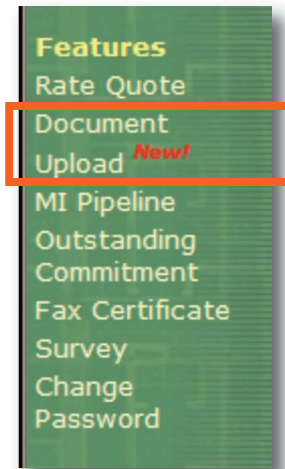 Features
Rate Quote
Document
Upload New!
MI Pipeline
Outstanding
Commitment
Fax Certificate
Survey
Change
Password